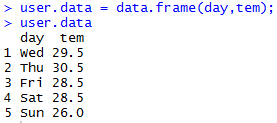 > user.data = data.frame(day,tem);
> user.data
  day  tem
1 Wed 29.5
2 Thu 30.5
3 Fri 28.5
4 Sat 28.5
5 Sun 26.0